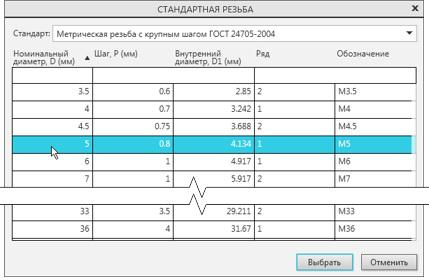 СТАНДАРТНАЯ РЕЗЬБА
Стандарт: Метрическая резьба с крупным шагом ГОСТ 24705-2004
Номинальный диаметр, D (мм) Шаг, P (мм) Внутренний диаметр, D1 (мм) Ряд Обозначение
3.5 0.6 2.85 2 M3.5
4 0.7 3.242 1 M4
4.5 0.75 3.688 2 M4.5
5 0.8 4.134 1 M5
6 1 4.917 1 M6
7 1 5.917 2 M7
33 3.5 29.211 2 M33
36 4 31.67 1 M36
Выбрать Отменить